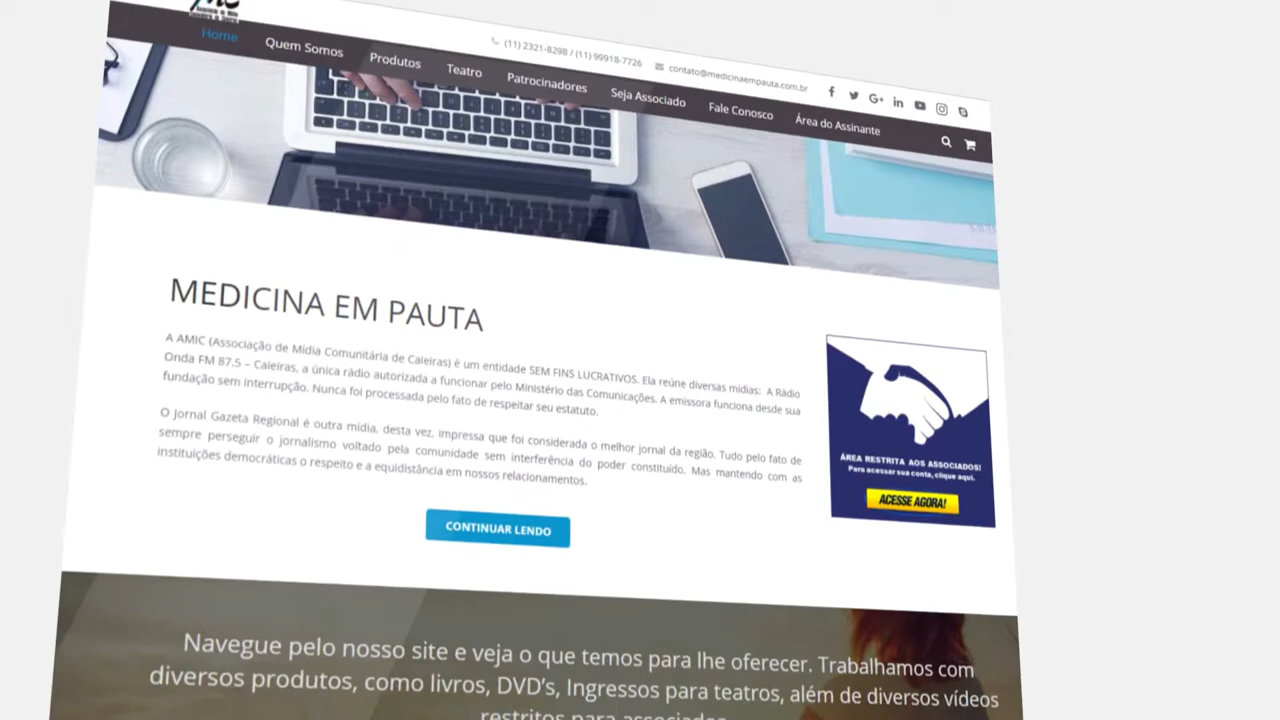 (11) 2321-8298 / (11) 99918-7726 contato@medicinaempauta.com.br
Home Quem Somos Produtos Teatro Patrocinadores Seja Associado Fale Conosco Área do Assinante
MEDICINA EM PAUTA
A AMIC (Associação de Mídia Comunitária de Caieiras) é um entidade SEM FINS LUCRATIVOS. Ela reúne diversas mídias: A Rádio
Onda FM 87.5 – Caieiras, a única rádio autorizada a funcionar pelo Ministério das Comunicações. A emissora funciona desde sua
fundação sem interrupção. Nunca foi processada pelo fato de respeitar seu estatuto.
O Jornal Gazeta Regional é outra mídia, desta vez, impressa que foi considerada o melhor jornal da região. Tudo pelo fato de
sempre perseguir o jornalismo voltado pela comunidade sem interferência do poder constituído. Mas mantendo com as
instituições democráticas o respeito e a equidistância em nossos relacionamentos.
CONTINUAR LENDO
ÁREA RESTRITA AOS ASSOCIADOS!
Para acessar sua conta, clique aqui.
ACESSE AGORA!
Navegue pelo nosso site e veja o que temos para lhe oferecer. Trabalhamos com
diversos produtos, como livros, DVD's, Ingressos para teatros, além de diversos vídeos
restritos para associados